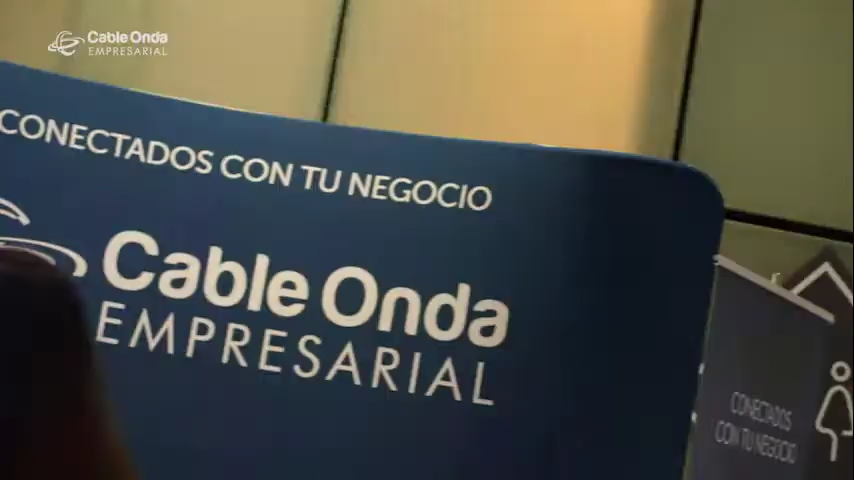 Cable Onda
EMPRESARIAL
CONECTADOS CON TU NEGOCIO
Cable Onda
EMPRESARIAL
CONECTADOS
CON TU NEGOCIO